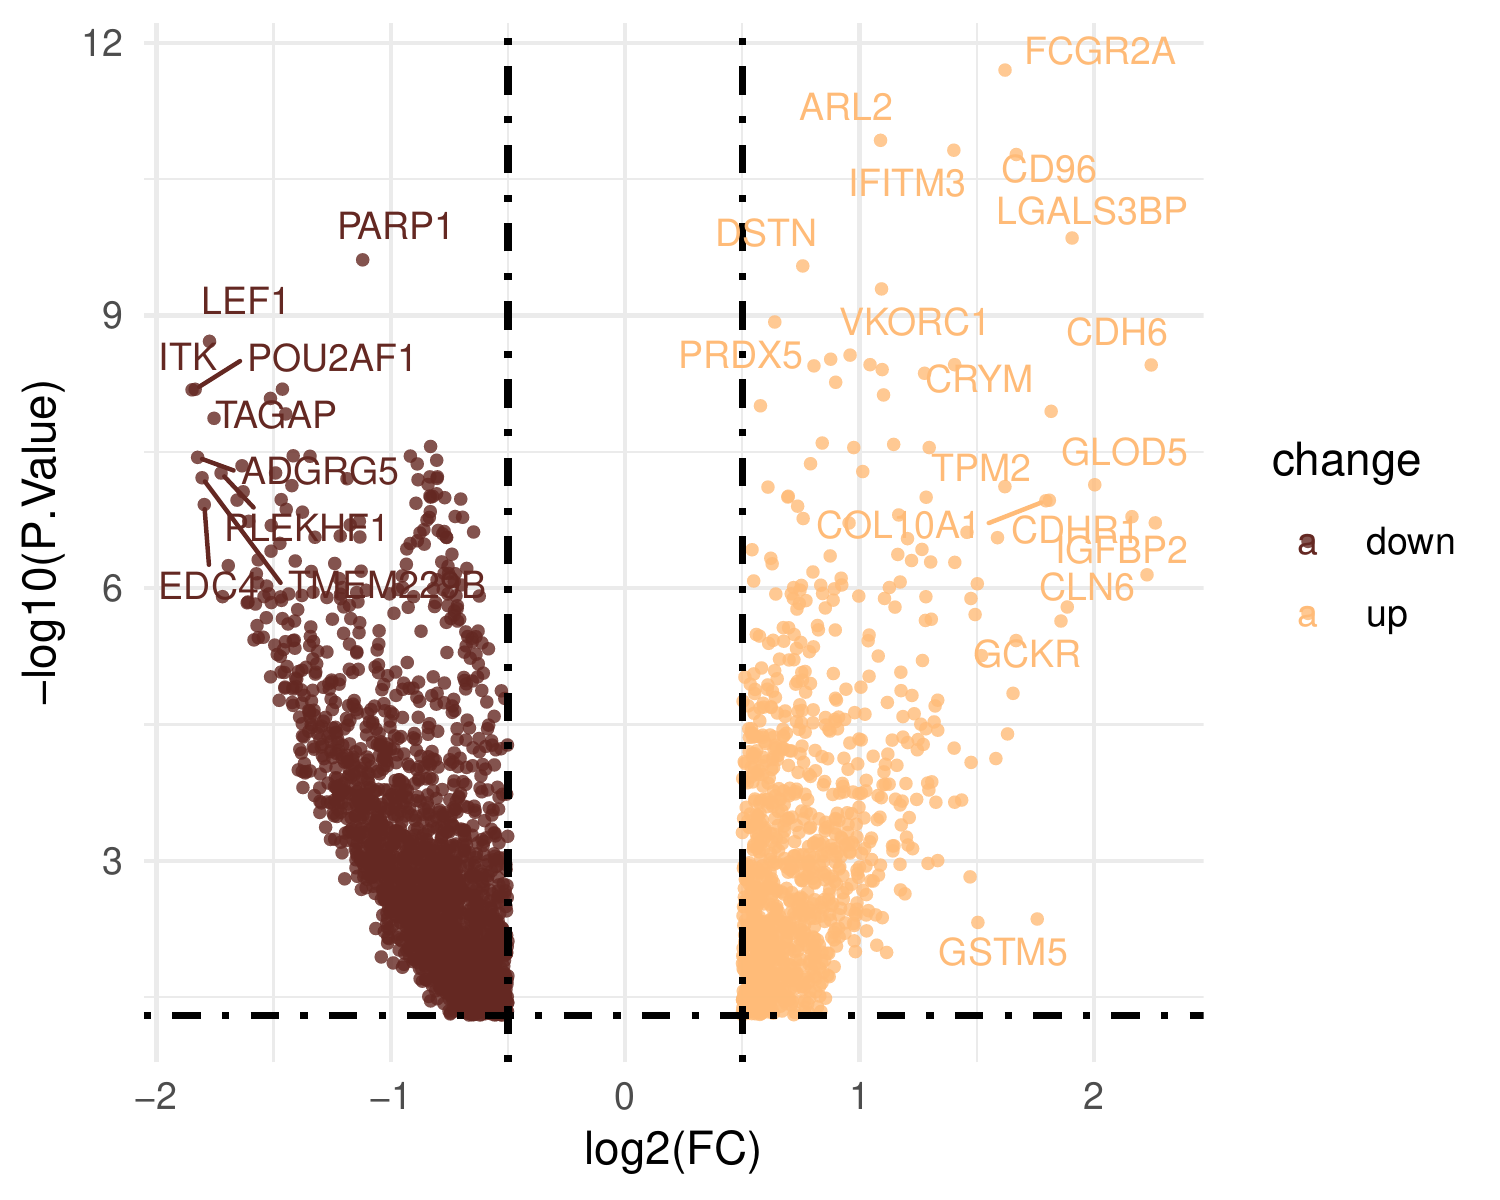 12
FCGR2A
ARL2
CD96
IFITM3
LGALS3BP
PARP1
DSTN
LEF1
9
VKORC1
CDH6
ITK
POU2AF1
PRDX5
CRYM
TAGAP
GLOD5
ADGRG5
TPM2
change
PLEKHF1
COL10A1
CDHR1
down
IGFBP2
EDC4
TMEM229B
6
CLN6
a
up
a
GCKR
3
GSTM5
−log10(P.Value)
−2
−1
0
1
2
log2(FC)